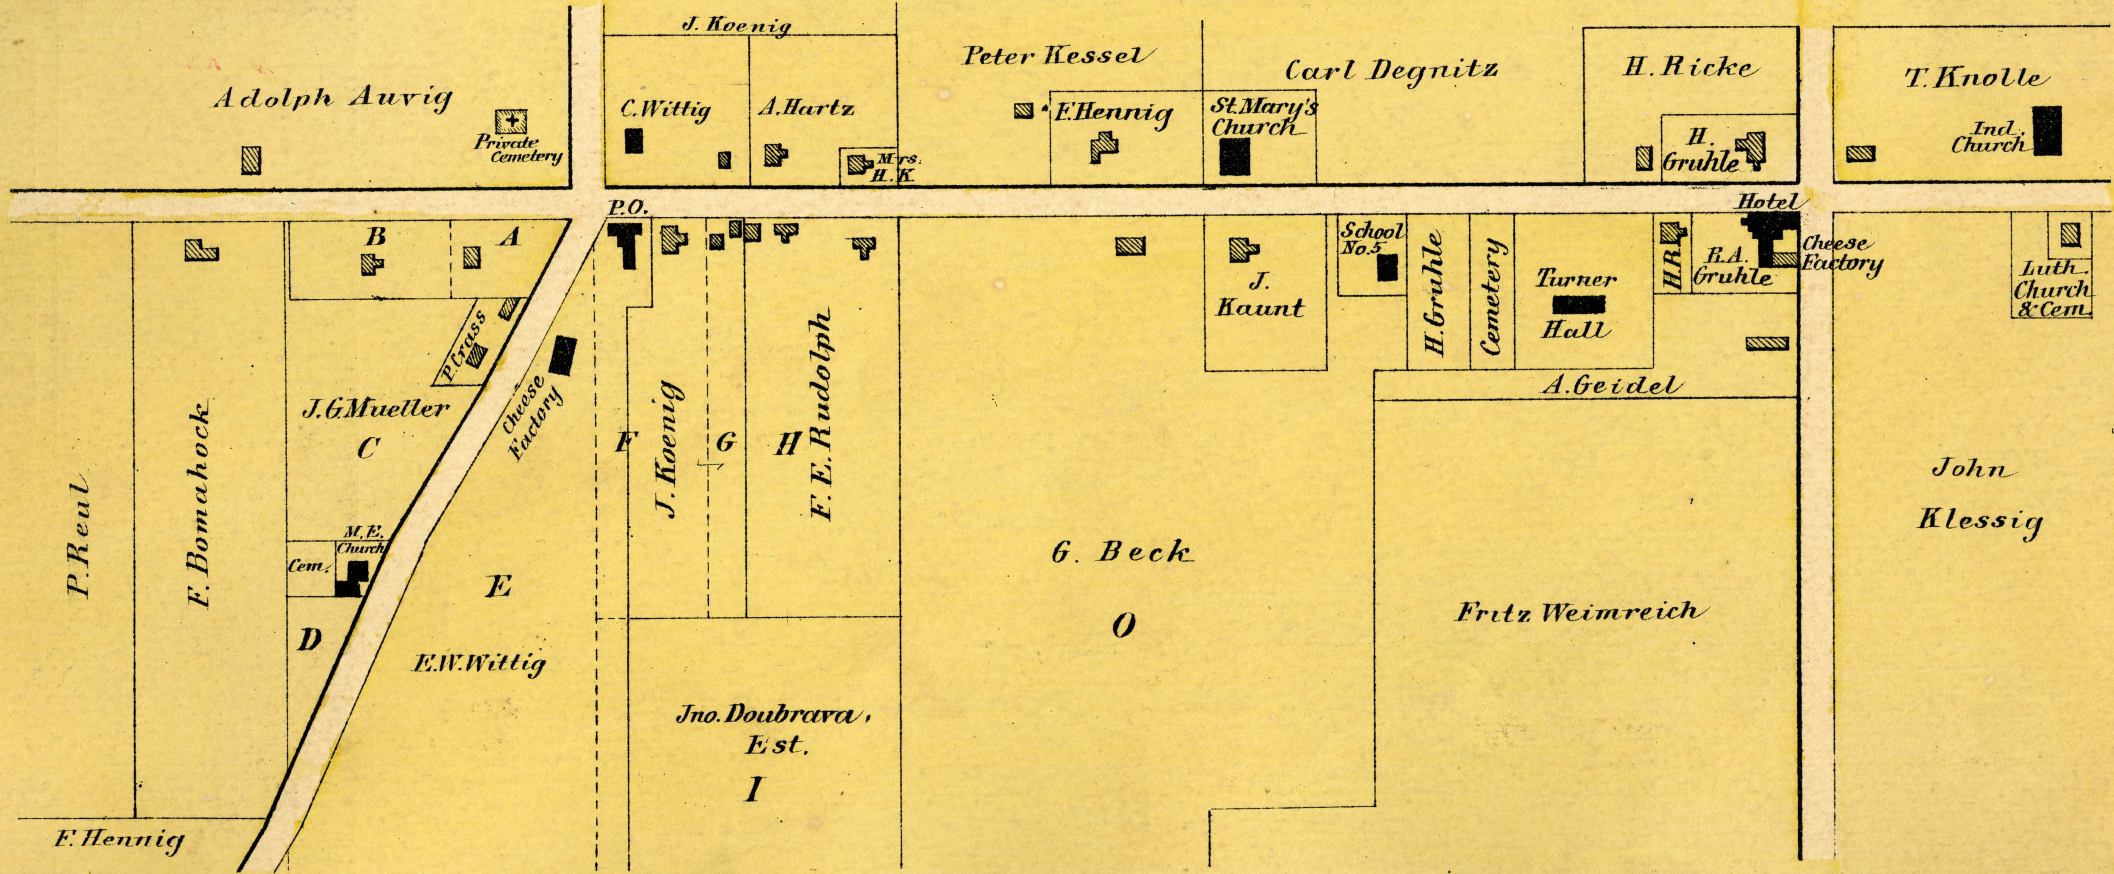 J. Koenig
Adolph Auvig
Private
Cemetery
C. Wittig
A. Hartz
Mrs.
H. K.
Peter Kessel
F. Hennig
St. Mary's
Church
Carl Degnitz
H. Ricke
H.
Gruhle
T. Knolle
Ind.
Church
P.O.
Hotel
B
A
P. Crass
J. G. Mueller
C
Cheese
Factory
P. Reul
F. Bomahock
M. E.
Church
Cem.
D
E
E. W. Wittig
F. Hennig
F
J. Koenig
G
H
F. E. Rudolph
Jno. Doubrava,
Est.
I
G. Beck
O
J.
Kaunt
School
No. 5
H. Gruhle
Cemetery
Turner
Hall
H. R.
R. A.
Gruhle
Cheese
Factory
A. Geidel
Fritz Weimreich
Luth.
Church
& Cem.
John
Klessig